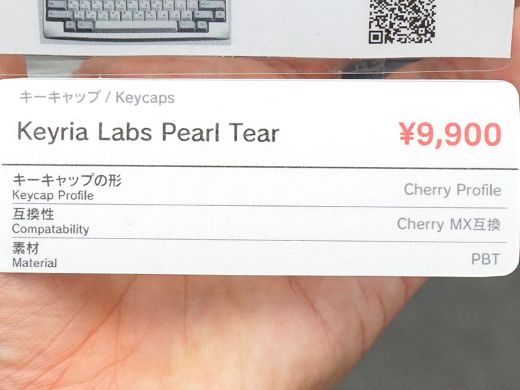 キーキャップ / Keycaps
Keyria Labs Pearl Tear ¥9,900
キーキャップの形
Keycap Profile
Cherry Profile
互換性
Compatability
Cherry MX互換
素材
Material
PBT